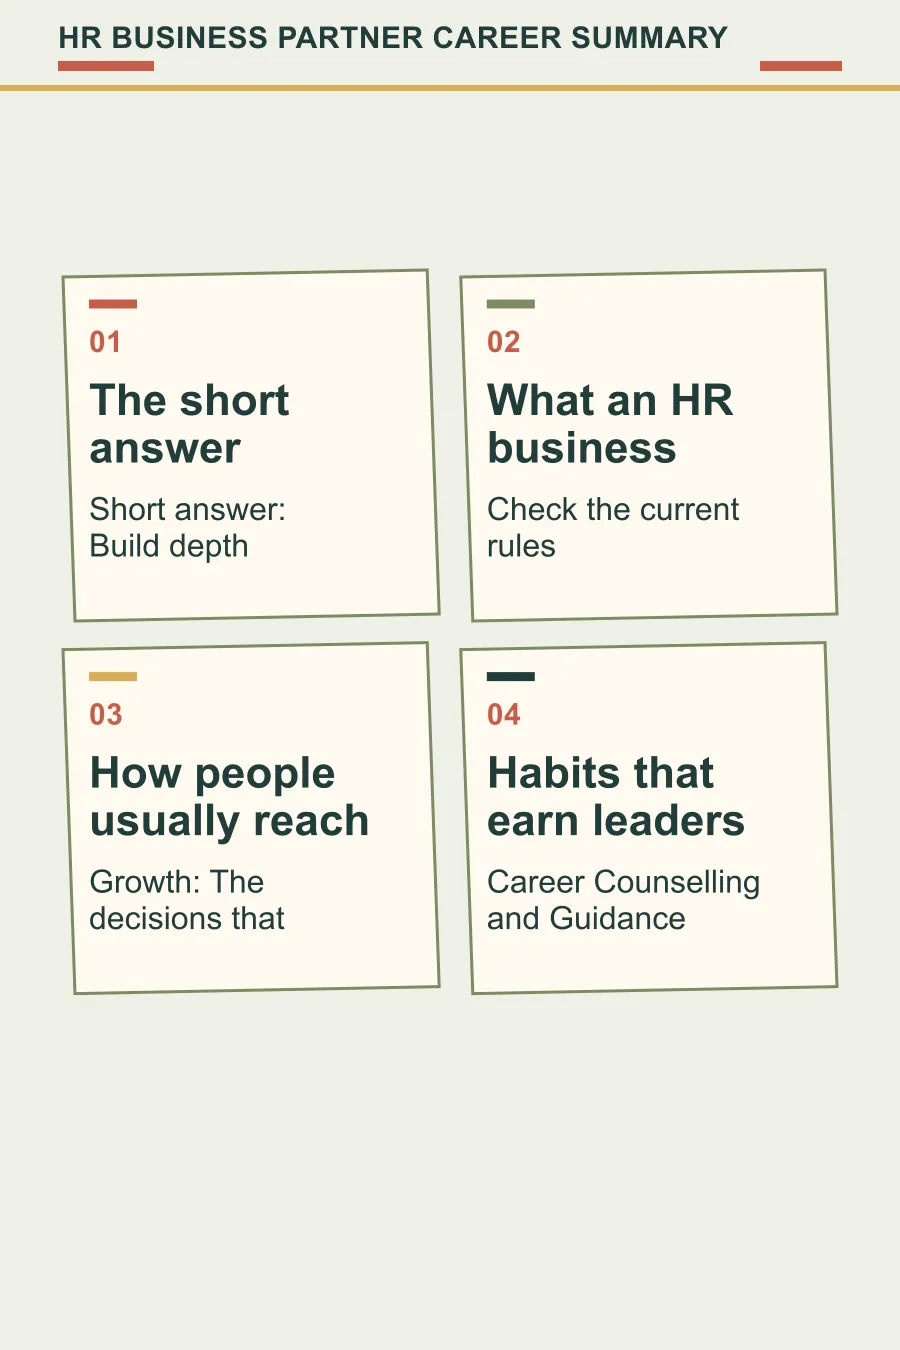 HR BUSINESS PARTNER CAREER SUMMARY
01
The short
answer
Short answer:
Build depth
02
What an HR
business
Check the current
rules
03
How people
usually reach
Growth: The
decisions that
04
Habits that
earn leaders
Career Counselling
and Guidance